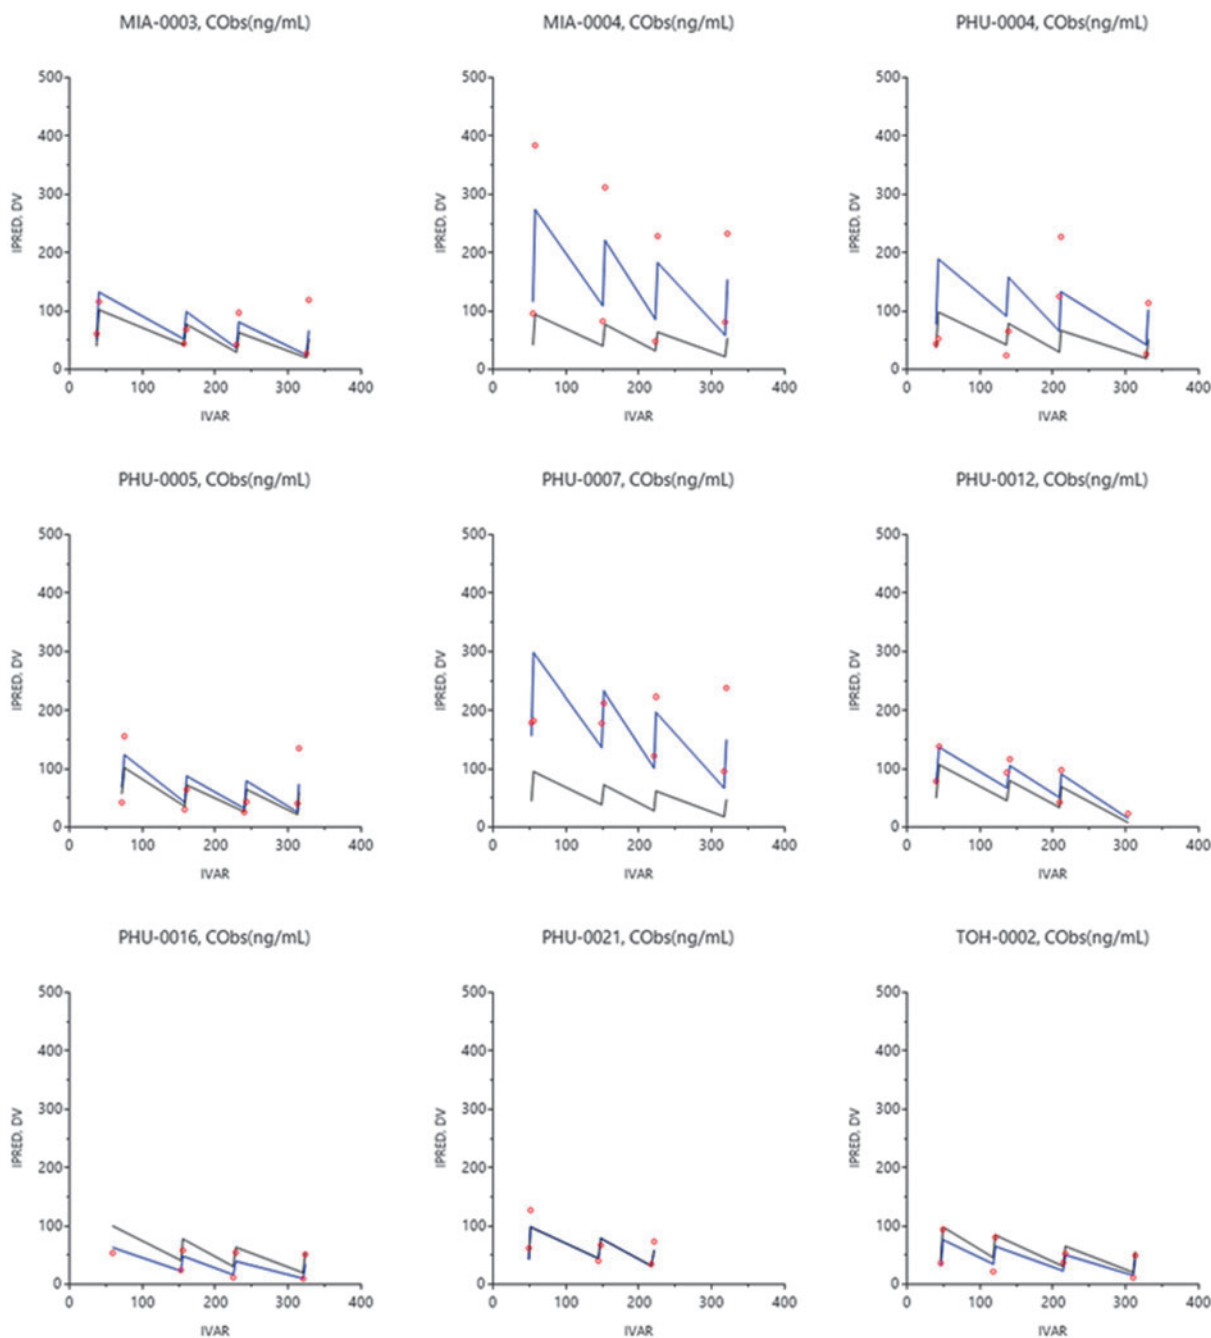 MIA-0003, CObs(ng/mL)
MIA-0004, CObs(ng/mL)
PHU-0004, CObs(ng/mL)
500
400
300
200
100
0
IPRED, DV
0 100 200 300 400
IVAR
500
400
300
200
100
0
IPRED, DV
0 100 200 300 400
IVAR
500
400
300
200
100
0
IPRED, DV
0 100 200 300 400
IVAR
PHU-0005, CObs(ng/mL)
PHU-0007, CObs(ng/mL)
PHU-0012, CObs(ng/mL)
500
400
300
200
100
0
IPRED, DV
0 100 200 300 400
IVAR
500
400
300
200
100
0
IPRED, DV
0 100 200 300 400
IVAR
500
400
300
200
100
0
IPRED, DV
0 100 200 300 400
IVAR
PHU-0016, CObs(ng/mL)
PHU-0021, CObs(ng/mL)
TOH-0002, CObs(ng/mL)
500
400
300
200
100
0
IPRED, DV
0 100 200 300 400
IVAR
500
400
300
200
100
0
IPRED, DV
0 100 200 300 400
IVAR
500
400
300
200
100
0
IPRED, DV
0 100 200 300 400
IVAR